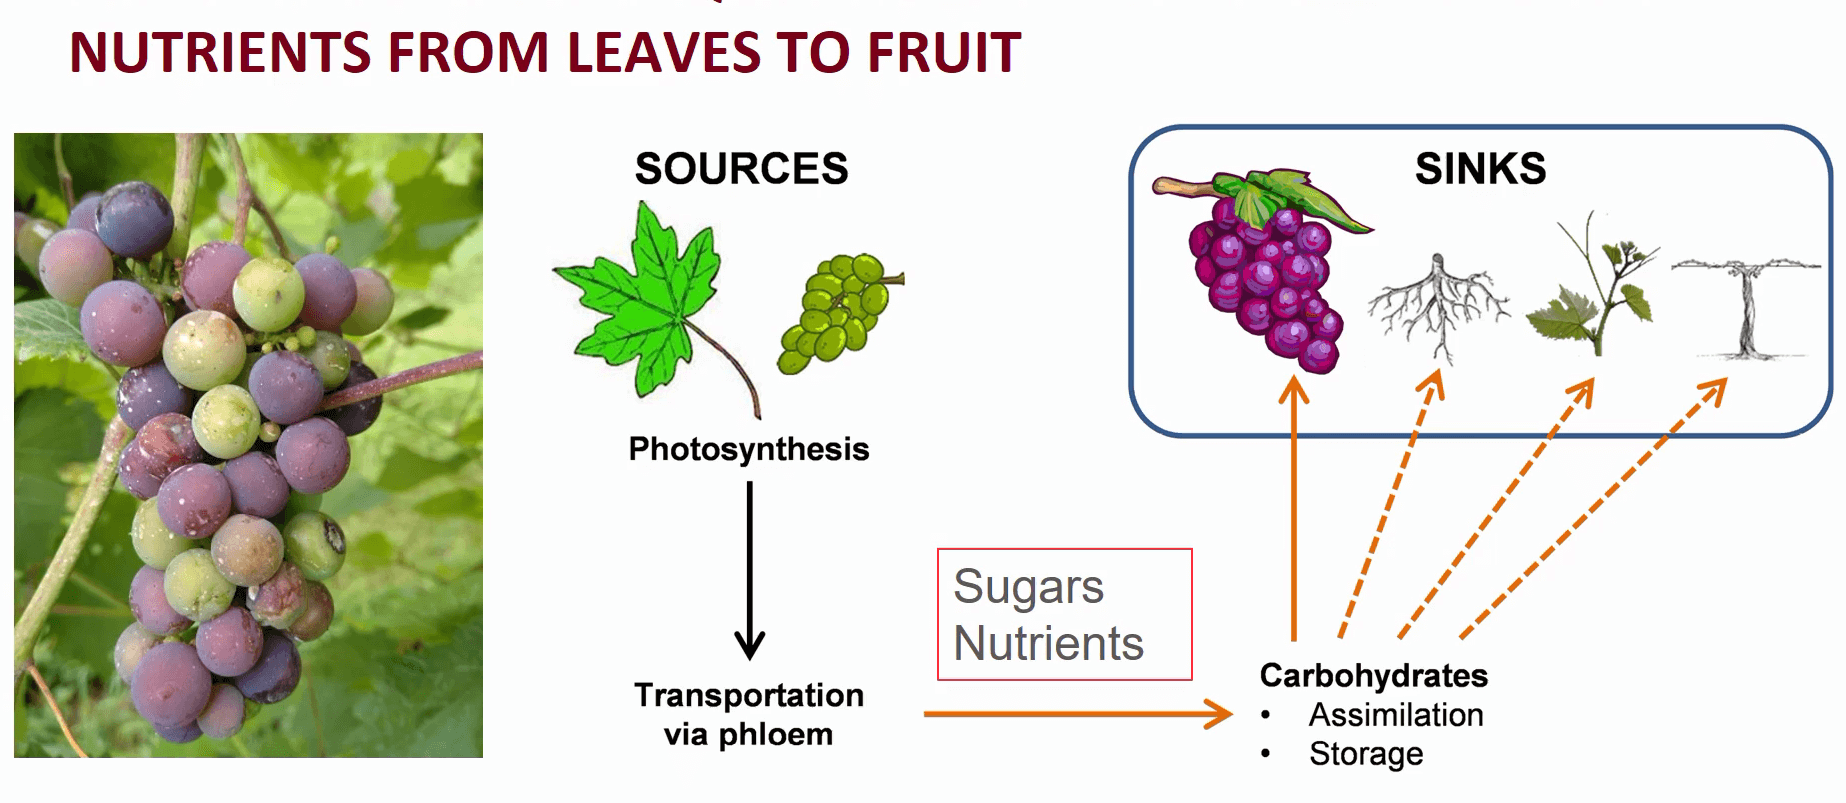 NUTRIENTS FROM LEAVES TO FRUIT
SOURCES
SINKS
Photosynthesis
Sugars
Nutrients
Transportation
via phloem
Carbohydrates
• Assimilation
• Storage